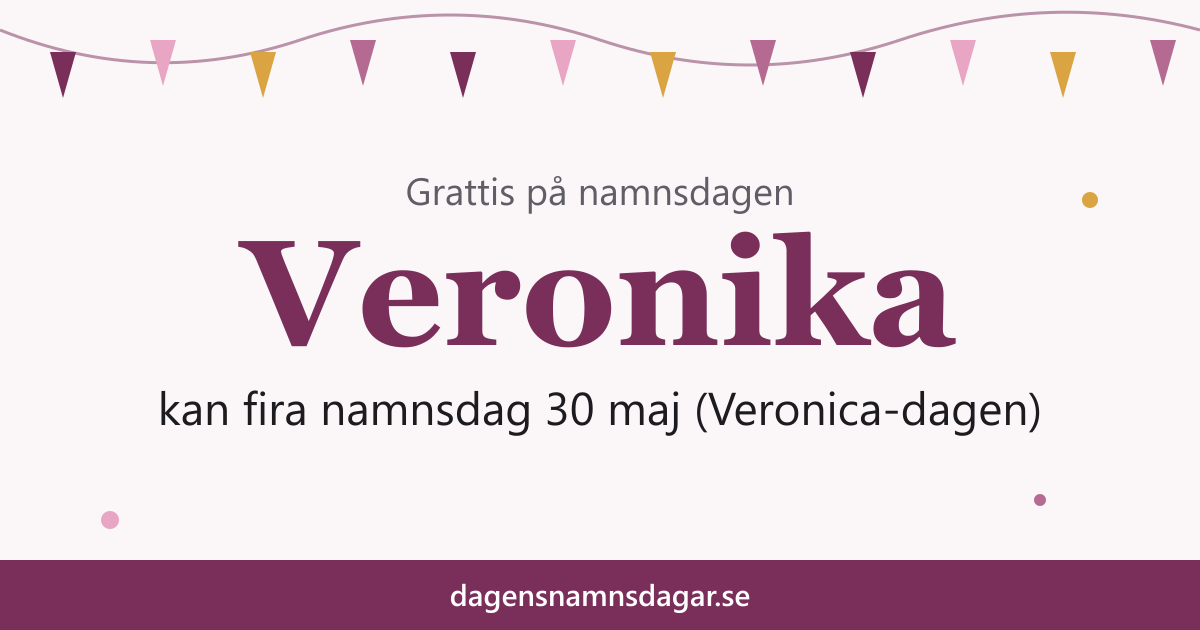 Grattis på namnsdagen
Veronika
kan fira namnsdag 30 maj (Veronica-dagen)
dagensnamnsdagar.se